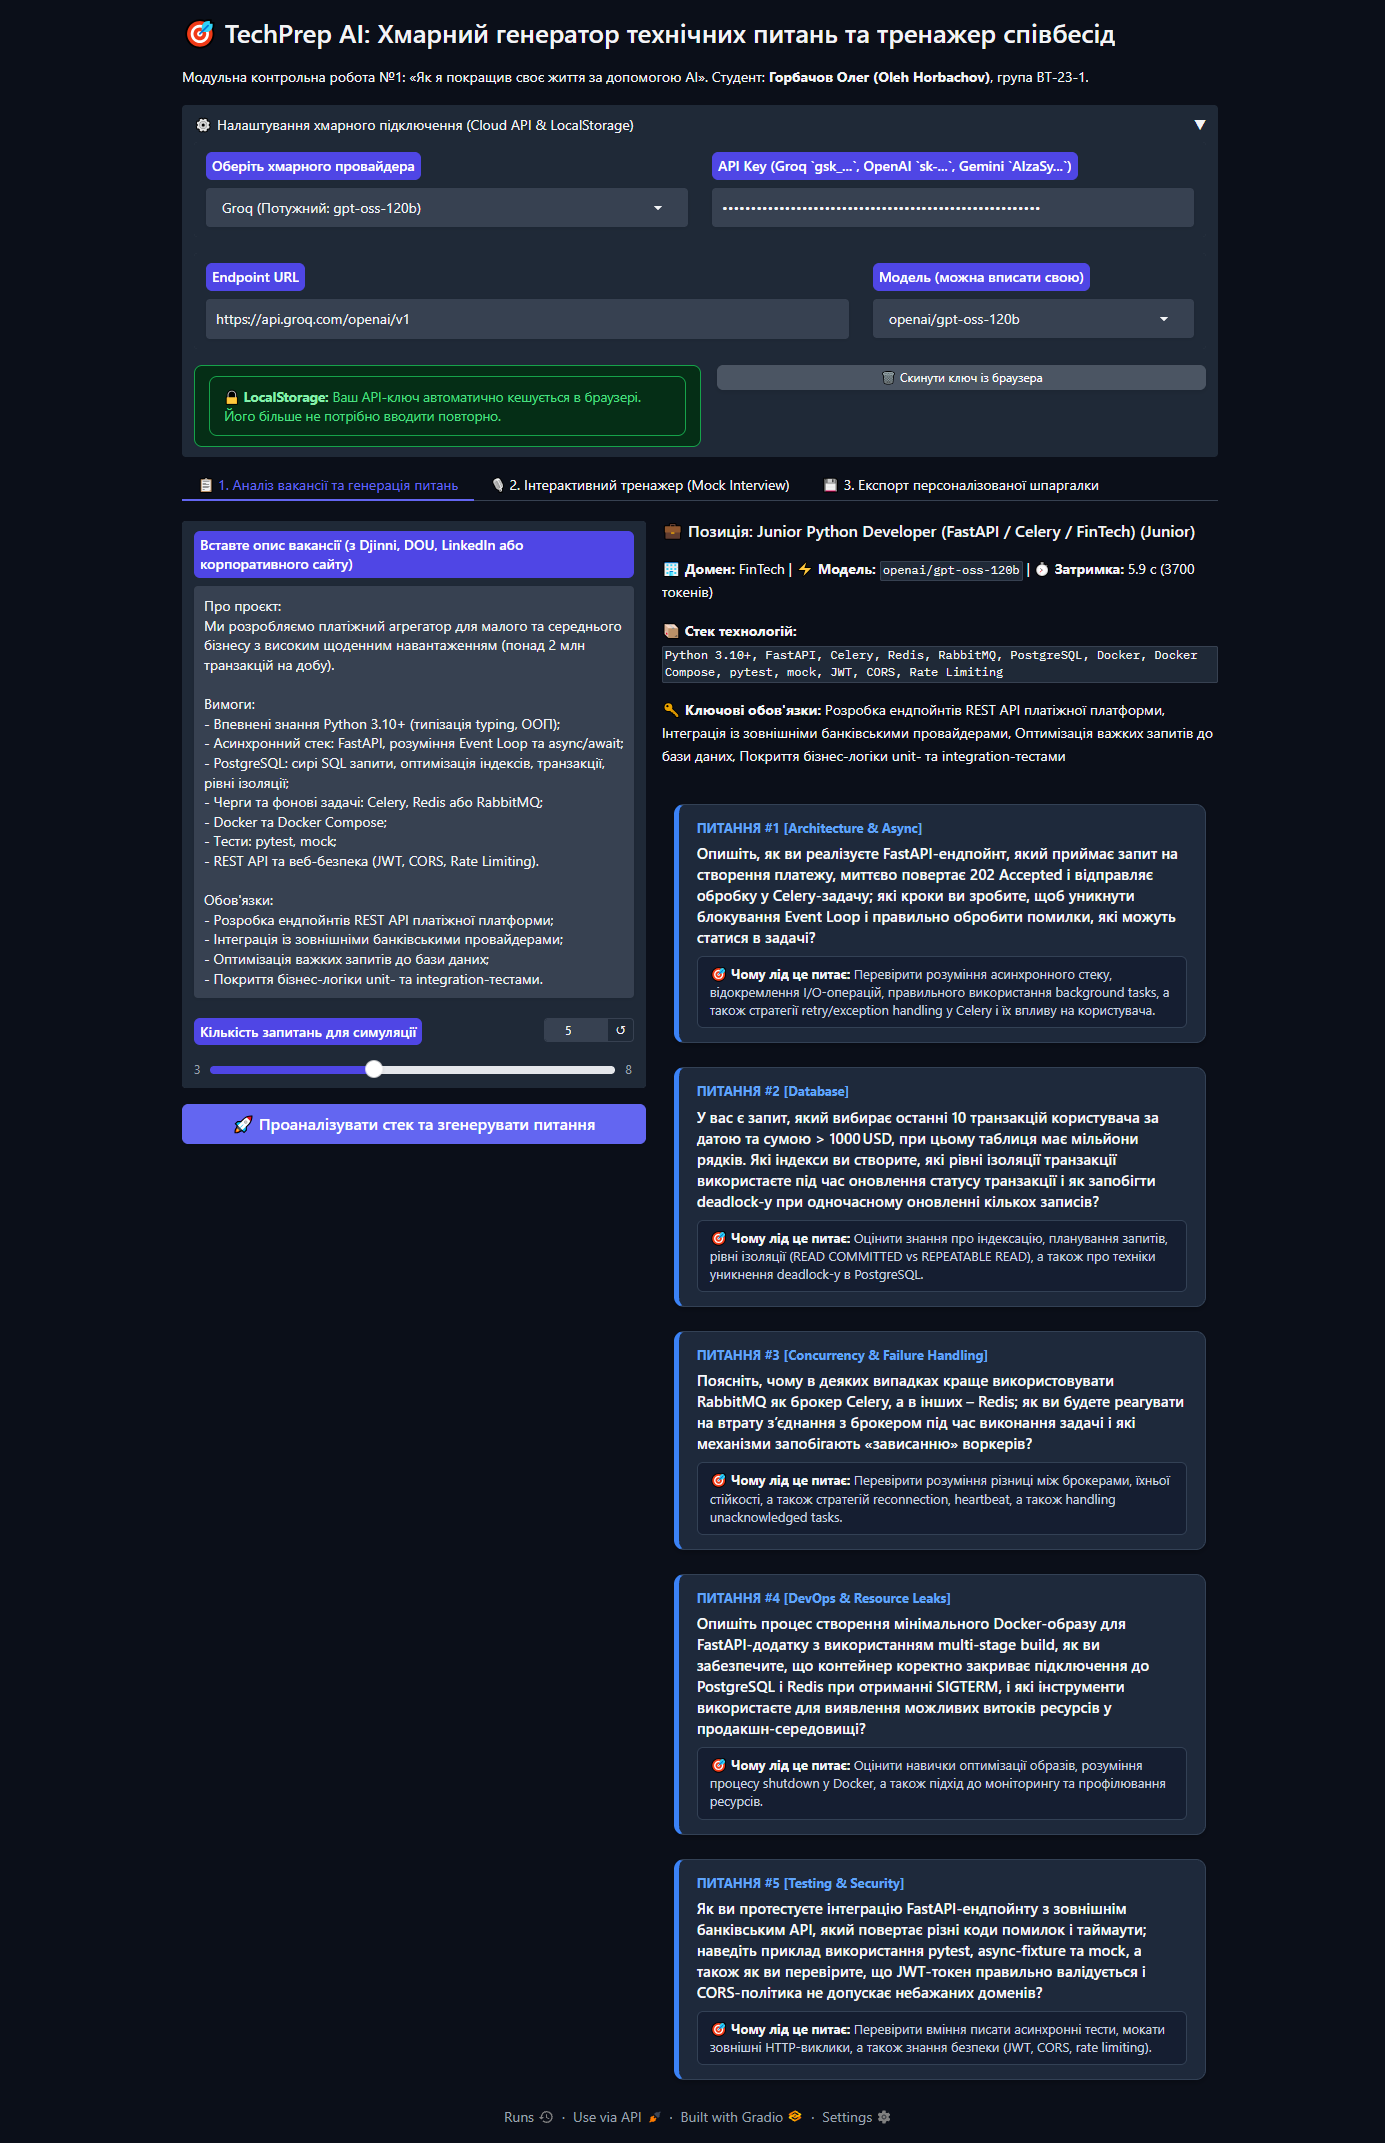 🎯 TechPrep AI: Хмарний генератор технічних питань та тренажер співбесід
Модульна контрольна робота №1: «Як я покращив своє життя за допомогою AI». Студент: Горбачов Олег (Oleh Horbachov), група ВТ-23-1.
⚙️ Налаштування хмарного підключення (Cloud API & LocalStorage)
▼
Оберіть хмарного провайдера
Groq (Потужний: gpt-oss-120b)
API Key (Groq `gsk_...`, OpenAI `sk-...`, Gemini `AIzaSy...`)
Endpoint URL
https://api.groq.com/openai/v1
Модель (можна вписати свою)
openai/gpt-oss-120b
🔒 LocalStorage: Ваш API-ключ автоматично кешується в браузері.
Його більше не потрібно вводити повторно.
🗑️ Скинути ключ із браузера
📋 1. Аналіз вакансії та генерація питань
🎙️ 2. Інтерактивний тренажер (Mock Interview)
💾 3. Експорт персоналізованої шпаргалки
Вставте опис вакансії (з Djinni, DOU, LinkedIn або
корпоративного сайту)
Про проєкт:
Ми розробляємо платіжний агрегатор для малого та середнього
бізнесу з високим щоденним навантаженням (понад 2 млн
транзакцій на добу).
Вимоги:
- Впевнені знання Python 3.10+ (типізація typing, ООП);
- Асинхронний стек: FastAPI, розуміння Event Loop та async/await;
- PostgreSQL: сирі SQL запити, оптимізація індексів, транзакції,
рівні ізоляції;
- Черги та фонові задачі: Celery, Redis або RabbitMQ;
- Docker та Docker Compose;
- Тести: pytest, mock;
- REST API та веб-безпека (JWT, CORS, Rate Limiting).
Обов'язки:
- Розробка ендпойнтів REST API платіжної платформи;
- Інтеграція із зовнішніми банківськими провайдерами;
- Оптимізація важких запитів до бази даних;
- Покриття бізнес-логіки unit- та integration-тестами.
Кількість запитань для симуляції
5
↺
3
8
🚀 Проаналізувати стек та згенерувати питання
💼 Позиція: Junior Python Developer (FastAPI / Celery / FinTech) (Junior)
🏢 Домен: FinTech | ⚡ Модель: openai/gpt-oss-120b | ⏱️ Затримка: 5.9 с (3700
токенів)
📦 Стек технологій:
Python 3.10+, FastAPI, Celery, Redis, RabbitMQ, PostgreSQL, Docker, Docker
Compose, pytest, mock, JWT, CORS, Rate Limiting
🔑 Ключові обов'язки: Розробка ендпойнтів REST API платіжної платформи,
Інтеграція із зовнішніми банківськими провайдерами, Оптимізація важких запитів до
бази даних, Покриття бізнес-логіки unit- та integration-тестами
ПИТАННЯ #1 [Architecture & Async]
Опишіть, як ви реалізуєте FastAPI-ендпойнт, який приймає запит на
створення платежу, миттєво повертає 202 Accepted і відправляє
обробку у Celery-задачу; які кроки ви зробите, щоб уникнути
блокування Event Loop і правильно обробити помилки, які можуть
статися в задачі?
🎯 Чому лід це питає: Перевірити розуміння асинхронного стеку,
відокремлення I/O-операцій, правильного використання background tasks, а
також стратегії retry/exception handling у Celery і їх впливу на користувача.
ПИТАННЯ #2 [Database]
У вас є запит, який вибирає останні 10 транзакцій користувача за
датою та сумою > 1000 USD, при цьому таблиця має мільйони
рядків. Які індекси ви створите, які рівні ізоляції транзакції
використаєте під час оновлення статусу транзакції і як запобігти
deadlock-у при одночасному оновленні кількох записів?
🎯 Чому лід це питає: Оцінити знання про індексацію, планування запитів,
рівні ізоляції (READ COMMITTED vs REPEATABLE READ), а також про техніки
уникнення deadlock-у в PostgreSQL.
ПИТАННЯ #3 [Concurrency & Failure Handling]
Поясніть, чому в деяких випадках краще використовувати
RabbitMQ як брокер Celery, а в інших – Redis; як ви будете реагувати
на втрату з’єднання з брокером під час виконання задачі і які
механізми запобігають «зависанню» воркерів?
🎯 Чому лід це питає: Перевірити розуміння різниці між брокерами, їхньої
стійкості, а також стратегій reconnection, heartbeat, а також handling
unacknowledged tasks.
ПИТАННЯ #4 [DevOps & Resource Leaks]
Опишіть процес створення мінімального Docker-образу для
FastAPI-додатку з використанням multi-stage build, як ви
забезпечите, що контейнер коректно закриває підключення до
PostgreSQL і Redis при отриманні SIGTERM, і які інструменти
використаєте для виявлення можливих витоків ресурсів у
продакшн-середовищі?
🎯 Чому лід це питає: Оцінити навички оптимізації образів, розуміння
процесу shutdown у Docker, а також підхід до моніторингу та профілювання
ресурсів.
ПИТАННЯ #5 [Testing & Security]
Як ви протестуєте інтеграцію FastAPI-ендпойнту з зовнішнім
банківським API, який повертає різні коди помилок і таймаути;
наведіть приклад використання pytest, async-fixture та mock, а
також як ви перевірите, що JWT-токен правильно валідується і
CORS-політика не допускає небажаних доменів?
🎯 Чому лід це питає: Перевірити вміння писати асинхронні тести, мокати
зовнішні HTTP-виклики, а також знання безпеки (JWT, CORS, rate limiting).
Runs · Use via API 🚀 · Built with Gradio · Settings ⚙️